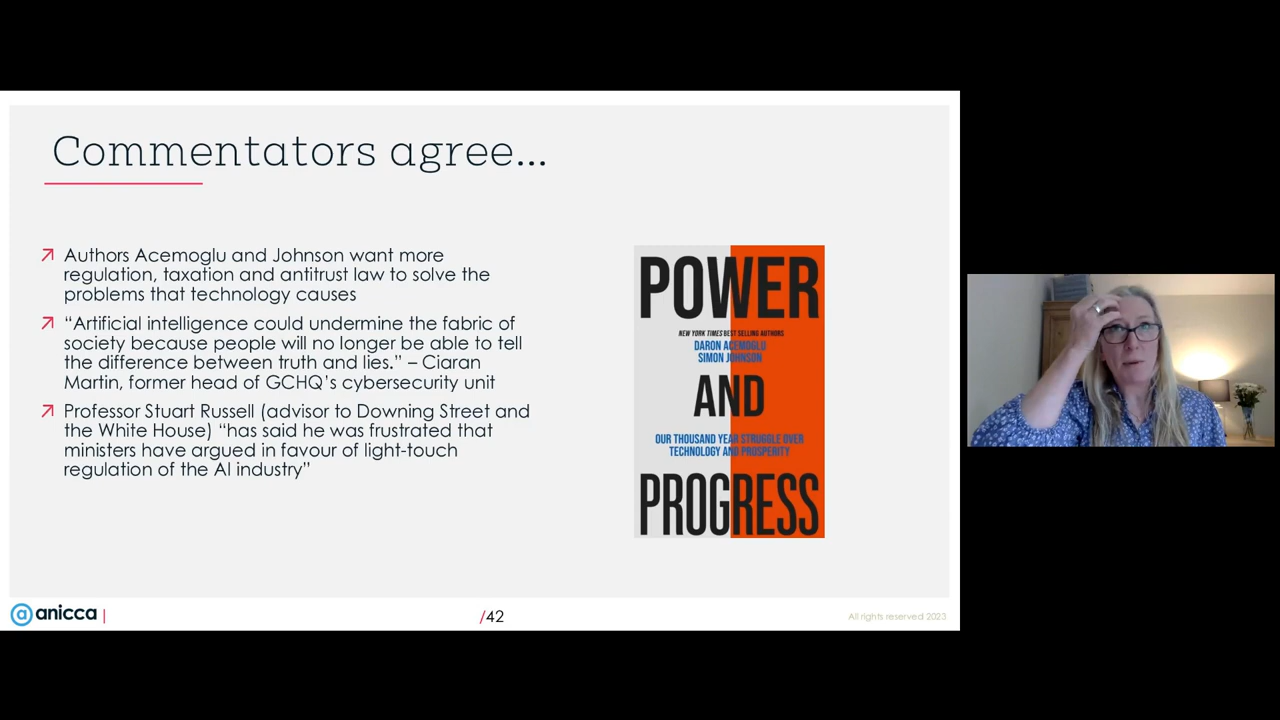 Commentators agree...
Authors Acemoglu and Johnson want more
regulation, taxation and antitrust law to solve the
problems that technology causes
“Artificial intelligence could undermine the fabric of
society because people will no longer be able to tell
the difference between truth and lies.” – Ciaran
Martin, former head of GCHQ’s cybersecurity unit
Professor Stuart Russell (advisor to Downing Street and
the White House) “has said he was frustrated that
ministers have argued in favour of light-touch
regulation of the AI industry”
POWER
NEW YORK TIMES BEST SELLING AUTHORS
DARON ACEMOGLU
SIMON JOHNSON
AND
OUR THOUSAND YEAR STRUGGLE OVER
TECHNOLOGY AND PROSPERITY
PROGRESS
@ anicca |
/42
All rights reserved 2023